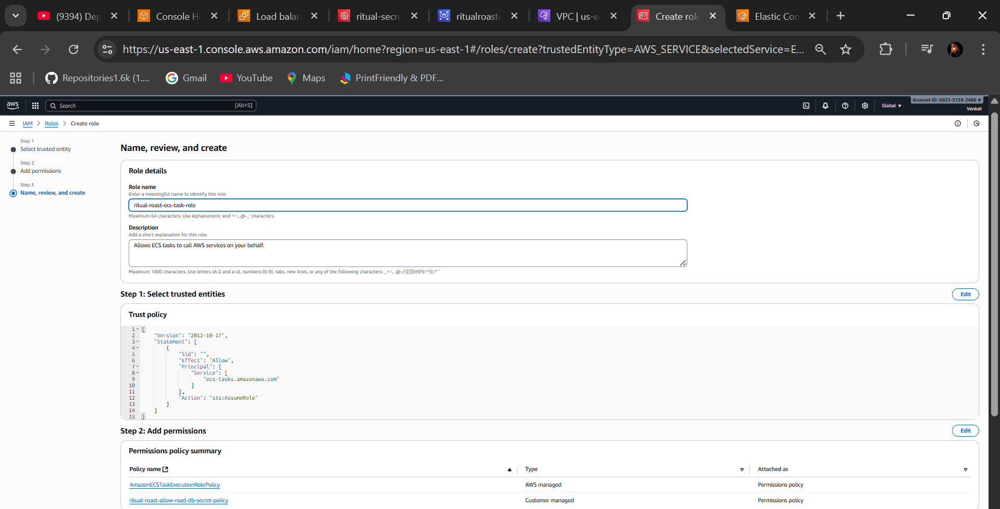 (9394) Dep
Console Ho
Load balan
ritual-secre
ritualroast
VPC | us-ea
Create role
Elastic Con
https://us-east-1.console.aws.amazon.com/iam/home?region=us-east-1#/roles/create?trustedEntityType=AWS_SERVICE&selectedService=E...
Repositories1.6k (1....
Gmail
YouTube
Maps
PrintFriendly & PDF...
aws
Search
[Alt+S]
Global
Account ID: 6023-5139-2486
Venkat
IAM
Roles
Create role
Step 1
Select trusted entity
Step 2
Add permissions
Step 3
Name, review, and create
Name, review, and create
Role details
Role name
Enter a meaningful name to identify this role.
ritual-roast-ecs-task-role
Maximum 64 characters. Use alphanumeric and '+=,.@-_' characters.
Description
Add a short explanation for this role.
Allows ECS tasks to call AWS services on your behalf.
Maximum 1000 characters. Use letters (A-Z and a-z), numbers (0-9), tabs, new lines, or any of the following characters: _+=,. @-/\[{}]!#$%^*();:"'`
Step 1: Select trusted entities
Edit
Trust policy
1 {
2 "Version": "2012-10-17",
3 "Statement": [
4 {
5 "Sid": "",
6 "Effect": "Allow",
7 "Principal": {
8 "Service": [
9 "ecs-tasks.amazonaws.com"
10 ]
11 },
12 "Action": "sts:AssumeRole"
13 }
14 ]
15 }
Step 2: Add permissions
Edit
Permissions policy summary
Policy name
Type
Attached as
AmazonECSTaskExecutionRolePolicy
AWS managed
Permissions policy
ritual-roast-allow-read-db-secret-policy
Customer managed
Permissions policy